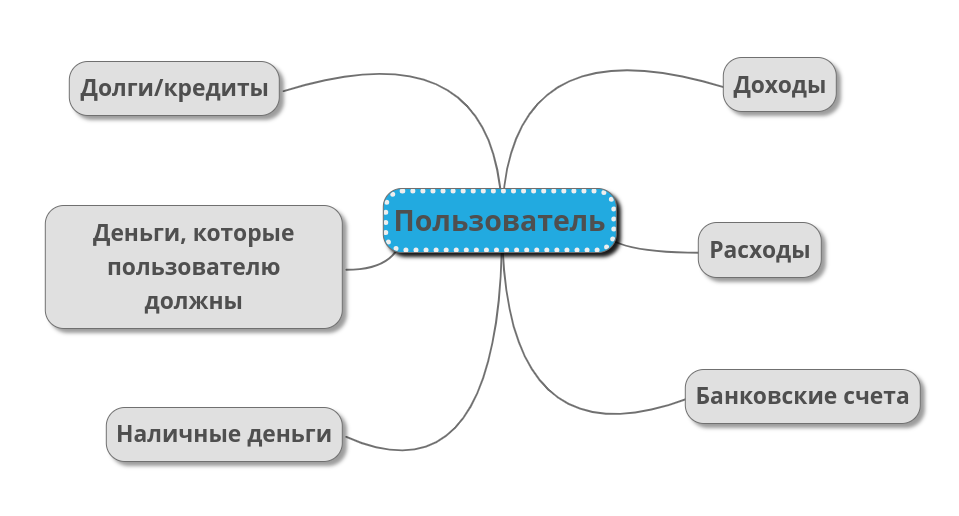 Долги/кредиты
Доходы
Пользователь
Деньги, которые
пользователю
должны
Расходы
Банковские счета
Наличные деньги